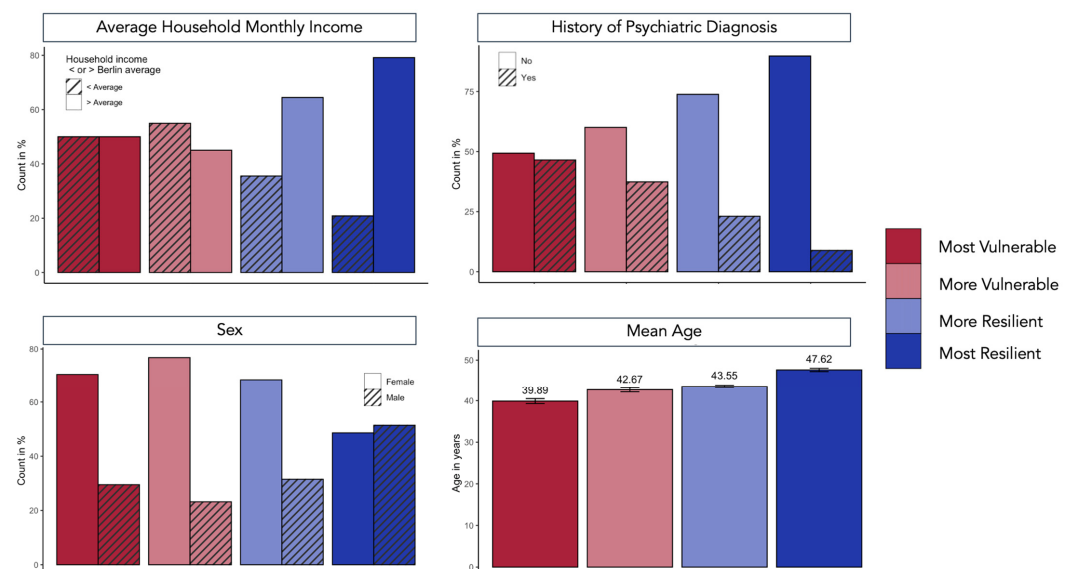 Average Household Monthly Income
Household income
< or > Berlin average
< Average
> Average
Count in %
80
60
40
20
0
History of Psychiatric Diagnosis
No
Yes
Count in %
75
50
25
0
Most Vulnerable
More Vulnerable
More Resilient
Most Resilient
Sex
Female
Male
Count in %
80
60
40
20
0
Mean Age
Age in years
50
40
30
20
10
0
39.89
42.67
43.55
47.62